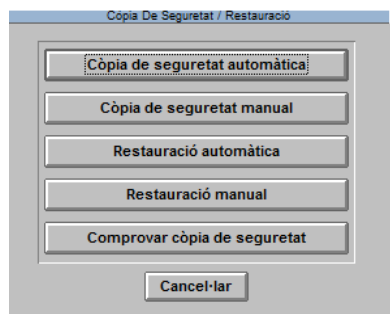 Còpia De Seguretat / Restauració
Còpia de seguretat automàtica
Còpia de seguretat manual
Restauració automàtica
Restauració manual
Comprovar còpia de seguretat
Cancel·lar